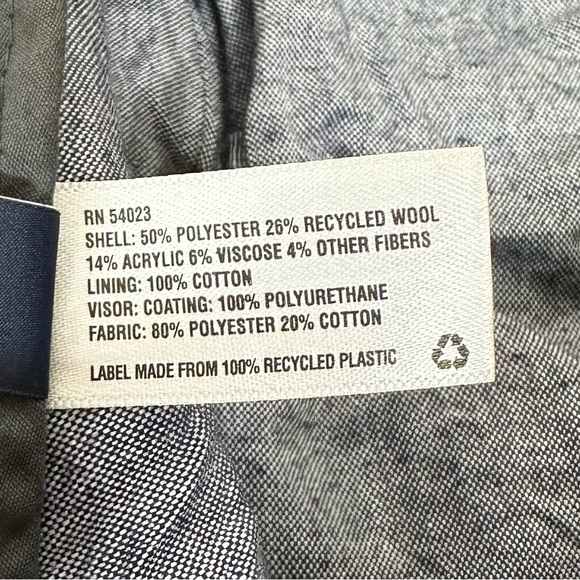 RN 54023
SHELL: 50% POLYESTER 26% RECYCLED WOOL
14% ACRYLIC 6% VISCOSE 4% OTHER FIBERS
LINING: 100% COTTON
VISOR: COATING: 100% POLYURETHANE
FABRIC: 80% POLYESTER 20% COTTON
LABEL MADE FROM 100% RECYCLED PLASTIC